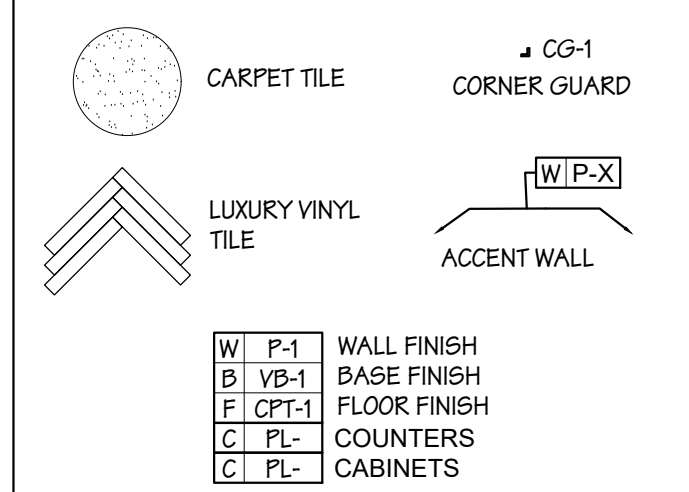 CARPET TILE
CG-1
CORNER GUARD
LUXURY VINYL
TILE
W P-X
ACCENT WALL
W P-1 WALL FINISH
B VB-1 BASE FINISH
F CPT-1 FLOOR FINISH
C PL- COUNTERS
C PL- CABINETS